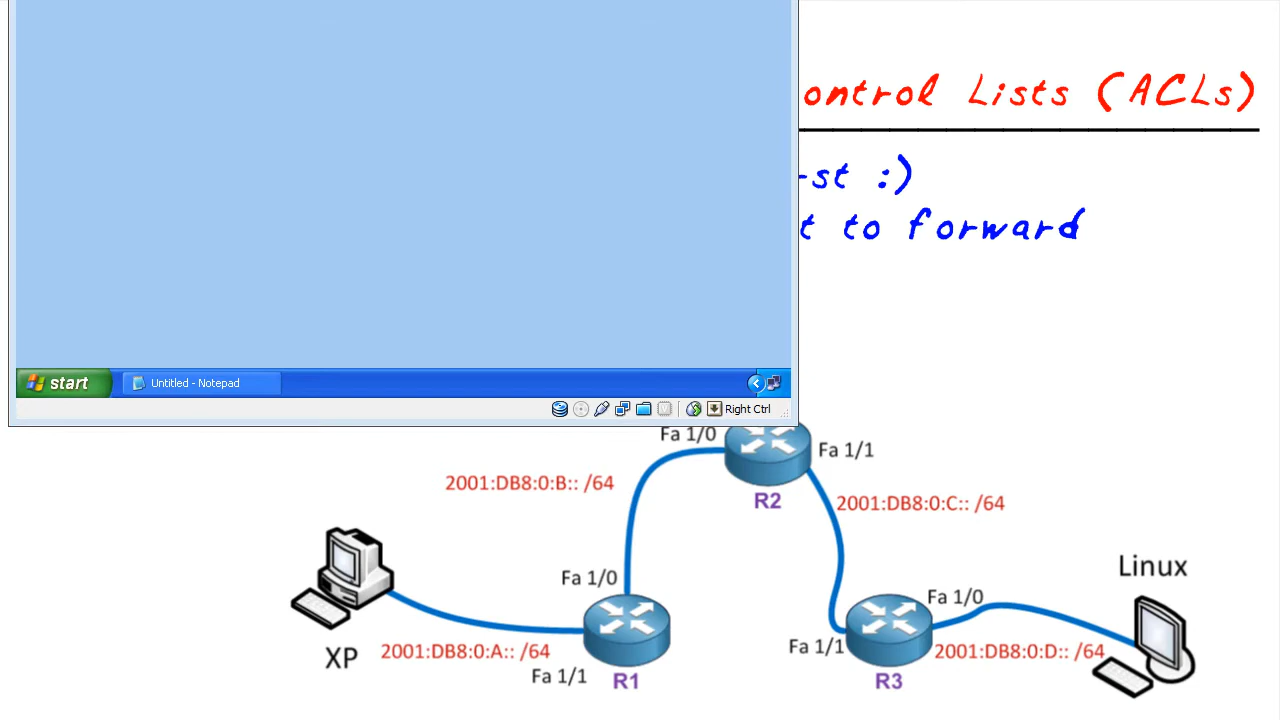 ontrol Lists (ACLs)
st :)
t to forward
start
Untitled - Notepad
Right Ctrl
Fa 1/0
Fa 1/1
2001:DB8:0:B:: /64
R2
2001:DB8:0:C:: /64
Linux
Fa 1/0
Fa 1/0
Fa 1/1
XP
2001:DB8:0:A:: /64
2001:DB8:0:D:: /64
Fa 1/1
R1
R3